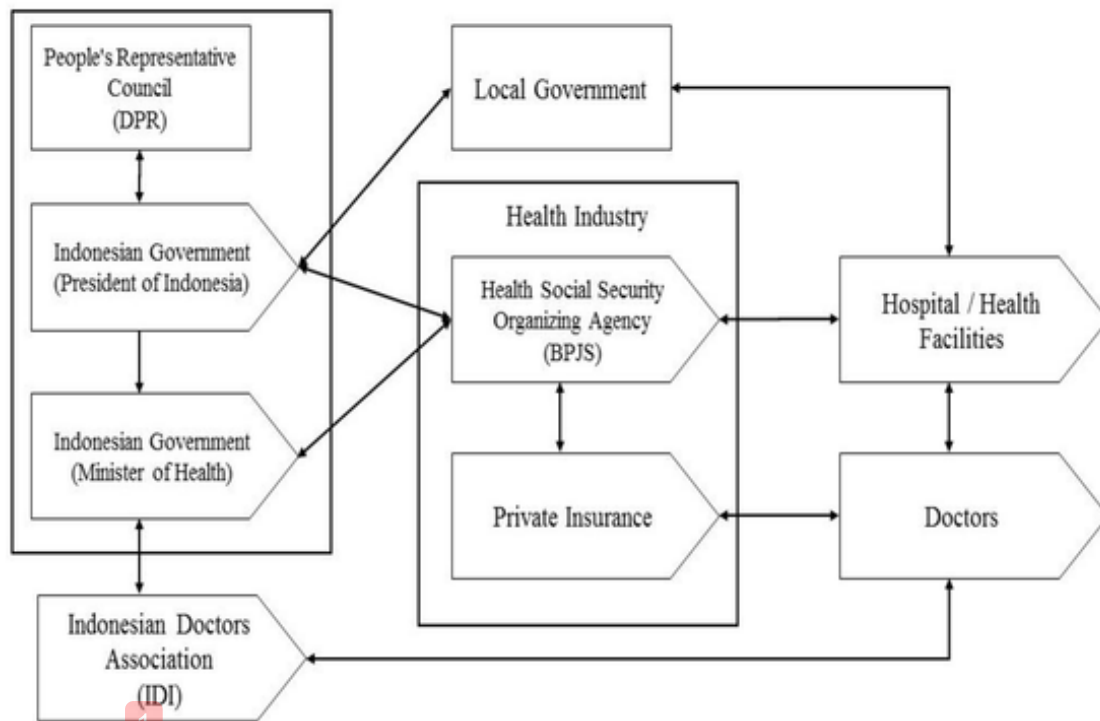 People's Representative
Council
(DPR)
Local Government
Indonesian Government
(President of Indonesia)
Health Industry
Health Social Security
Organizing Agency
(BPJS)
Hospital / Health
Facilities
Indonesian Government
(Minister of Health)
Private Insurance
Doctors
Indonesian Doctors
Association
(IDI)
1